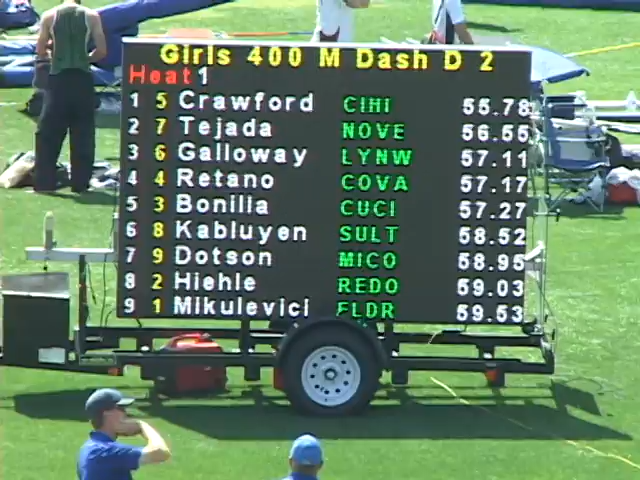 Girls 400 M Dash D 2
Heat 1
1 5 Crawford CIHI 55.78
2 7 Tejada NOVE 56.55
3 6 Galloway LYNW 57.11
4 4 Retano COVA 57.17
5 3 Bonilla CUCI 57.27
6 8 Kabluyen SULT 58.52
7 9 Dotson MICO 58.95
8 2 Hiehle REDO 59.03
9 1 Mikulevici ELDR 59.53